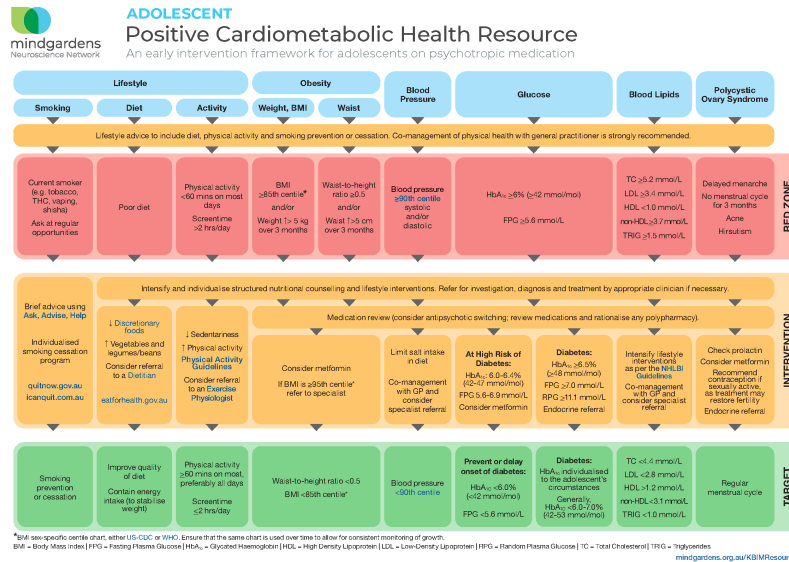 mindgardens
Neuroscience Network
ADOLESCENT
Positive Cardiometabolic Health Resource
An early intervention framework for adolescents on psychotropic medication
Lifestyle
Obesity
Blood
Pressure
Glucose
Blood Lipids
Polycystic
Ovary Syndrome
Smoking
Diet
Activity
Weight, BMI
Waist
Lifestyle advice to include diet, physical activity and smoking prevention or cessation. Co-management of physical health with general practitioner is strongly recommended.
Current smoker
(e.g. tobacco,
THC, vaping,
shisha)
Ask at regular
opportunities
Poor diet
Physical activity
<60 mins on most
days
Screentime
>2 hrs/day
BMI
≥85th centile*
and/or
Weight ↑> 5 kg
over 3 months
Waist-to-height
ratio ≥0.5
and/or
Waist ↑>5 cm
over 3 months
Blood pressure
≥90th centile
systolic
and/or
diastolic
HbA1c ≥6% (≥42 mmol/mol)
FPG ≥5.6 mmol/L
TC ≥5.2 mmol/L
LDL ≥3.4 mmol/L
HDL <1.0 mmol/L
non-HDL≥3.7 mmol/L
TRIG ≥1.5 mmol/L
Delayed menarche
No menstrual cycle
for 3 months
Acne
Hirsutism
RED ZONE
Intensify and individualise structured nutritional counselling and lifestyle interventions. Refer for investigation, diagnosis and treatment by appropriate clinician if necessary.
Medication review (consider antipsychotic switching; review medications and rationalise any polypharmacy).
Brief advice using
Ask, Advise, Help
Individualised
smoking cessation
program
quitnow.gov.au
icanquit.com.au
↓ Discretionary
foods
↑ Vegetables and
legumes/beans
Consider referral
to a Dietitian
eatforhealth.gov.au
↓ Sedentariness
↑ Physical activity
Physical Activity
Guidelines
Consider referral
to an Exercise
Physiologist
Consider metformin
If BMI is ≥95th centile*
refer to specialist
Limit salt intake
in diet
Co-management
with GP and
consider
specialist referral
At High Risk of
Diabetes:
HbA1c: 6.0-6.4%
(42-47 mmol/mol)
FPG 5.6-6.9 mmol/L
Consider metformin
Diabetes:
HbA1c ≥6.5%
(≥48 mmol/mol)
FPG ≥7.0 mmol/L
RPG ≥11.1 mmol/L
Endocrine referral
Intensify lifestyle
interventions
as per the NHLBI
Guidelines
Co-management
with GP and
consider specialist
referral
Check prolactin
Consider metformin
Recommend
contraception if
sexually active,
as treatment may
restore fertility
Endocrine referral
INTERVENTION
Smoking
prevention
or cessation
Improve quality
of diet
Contain energy
intake (to stabilise
weight)
Physical activity
≥60 mins on most,
preferably all days
Screentime
≤2 hrs/day
Waist-to-height ratio <0.5
BMI <85th centile*
Blood pressure
<90th centile
Prevent or delay
onset of diabetes:
HbA1c <6.0%
(<42 mmol/mol)
FPG <5.6 mmol/L
Diabetes:
HbA1c individualised
to the adolescent's
circumstances
Generally,
HbA1c <6.0-7.0%
(42-53 mmol/mol)
TC <4.4 mmol/L
LDL <2.8 mmol/L
HDL >1.2 mmol/L
non-HDL<3.1 mmol/L
TRIG <1.0 mmol/L
Regular
menstrual cycle
TARGET
*BMI sex-specific centile chart, either US-CDC or WHO. Ensure that the same chart is used over time to allow for consistent monitoring of growth.
BMI = Body Mass Index | FPG = Fasting Plasma Glucose | HbA1c = Glycated Haemoglobin | HDL = High Density Lipoprotein | LDL = Low-Density Lipoprotein | RPG = Random Plasma Glucose | TC = Total Cholesterol | TRIG = Triglycerides
mindgardens.org.au/KBIMResour